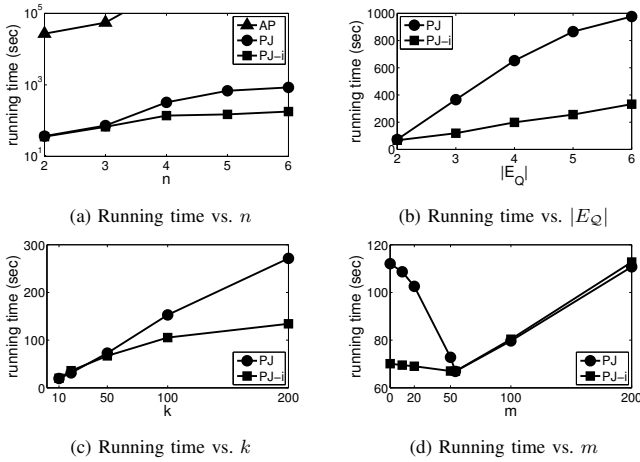 10^5
10^3
10^1
running time (sec)
2 3 4 5 6
n
AP
PJ
PJ-i
(a) Running time vs. n
1000
800
600
400
200
0
running time (sec)
2 3 4 5 6
|E_Q|
PJ
PJ-i
(b) Running time vs. |E_Q|
300
200
100
0
running time (sec)
10 50 100 200
k
PJ
PJ-i
(c) Running time vs. k
120
100
80
60
running time (sec)
0 20 50 100 200
m
PJ
PJ-i
(d) Running time vs. m